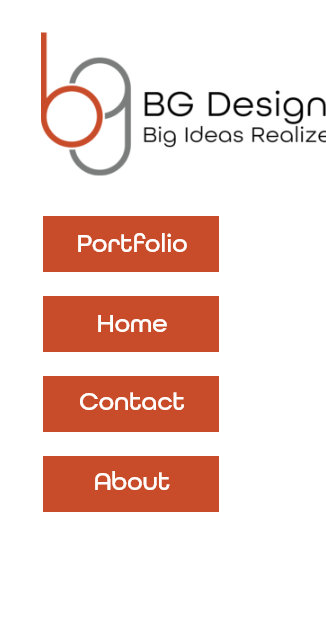 BG Design
Big Ideas Realize
Portfolio
Home
Contact
About